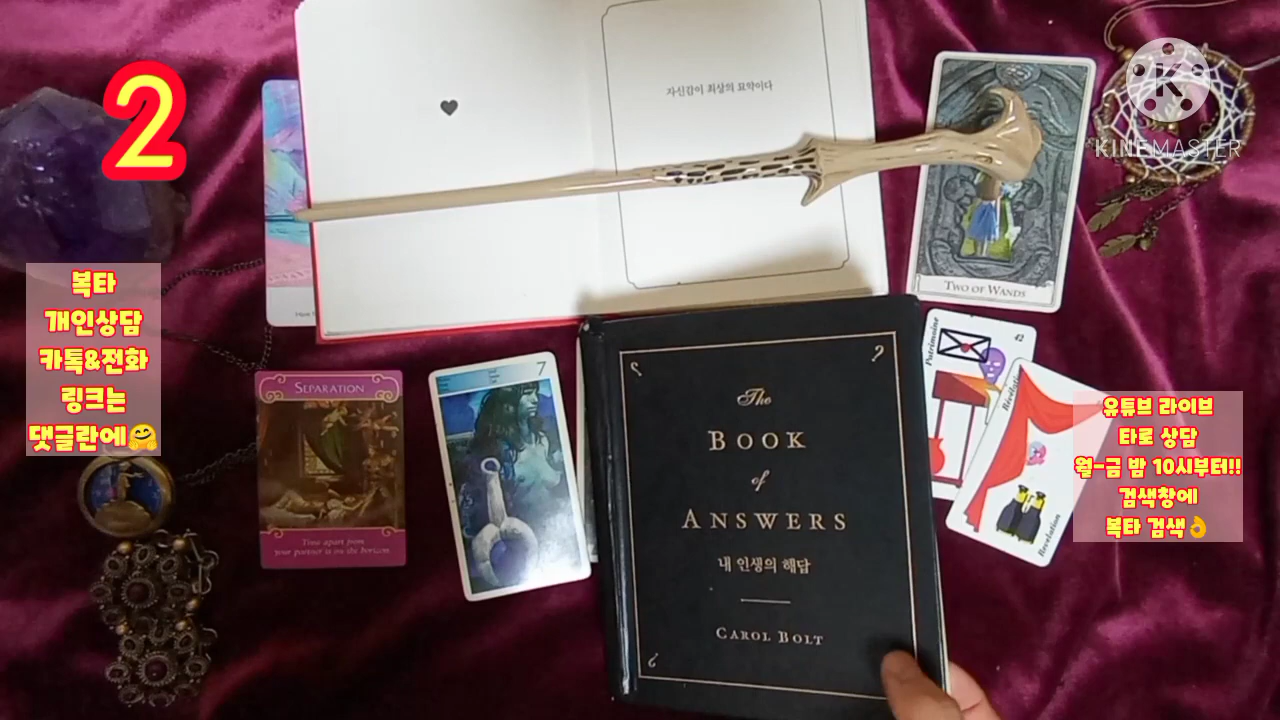 2
복타
개인상담
카톡&전화
링크는
댓글란에🤗
자신감이 최상의 묘약이다
K
KINEMASTER
TWO OF WANDS
SEPARATION
Time apart from
your partner is on the horizon.
7
The
BOOK
of
ANSWERS
내 인생의 해답
CAROL BOLT
Patrimoine
42
Révélation
Révélation
유튜브 라이브
타로 상담
월-금 밤 10시부터!!
검색창에
복타 검색👌